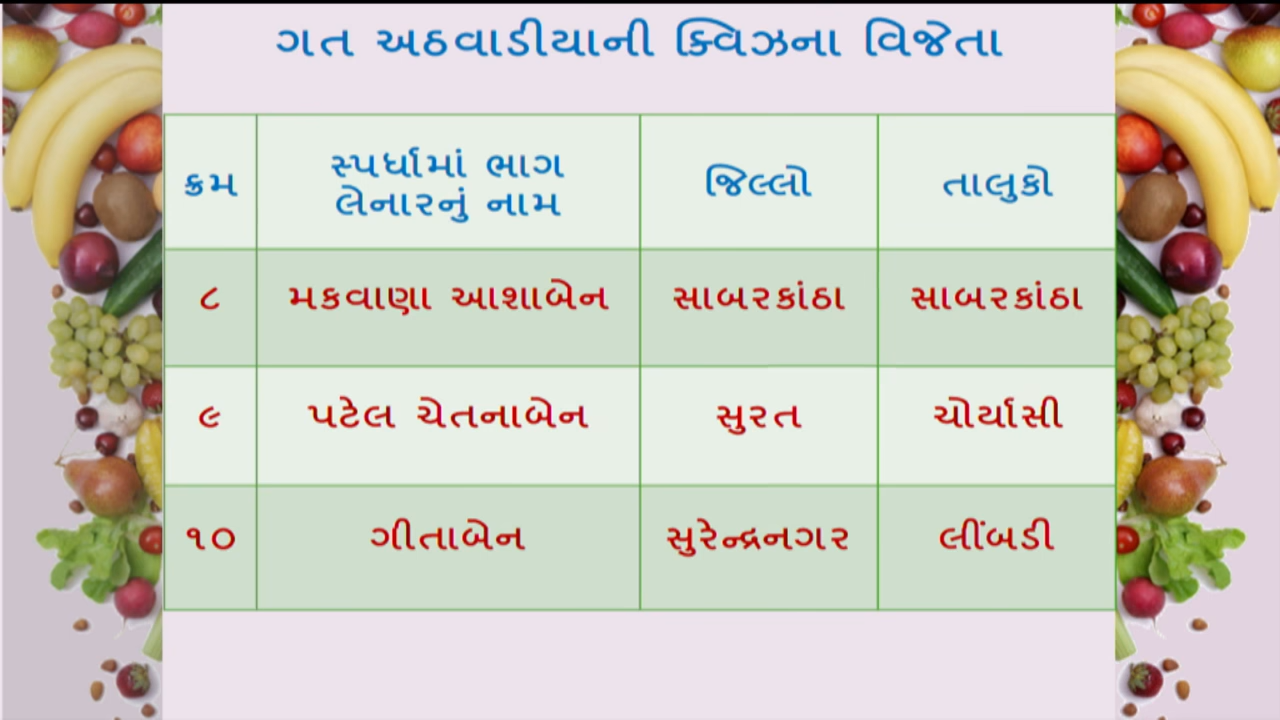 ગત અઠવાડીયાની ક્વિઝના વિજેતા
ક્રમ
સ્પર્ધામાં ભાગ
લેનારનું નામ
જિલ્લો
તાલુકો
૮ મકવાણા આશાબેન સાબરકાંઠા સાબરકાંઠા
૯ પટેલ ચેતનાબેન સુરત ચોર્યાસી
૧૦ ગીતાબેન સુરેન્દ્રનગર લીંબડી